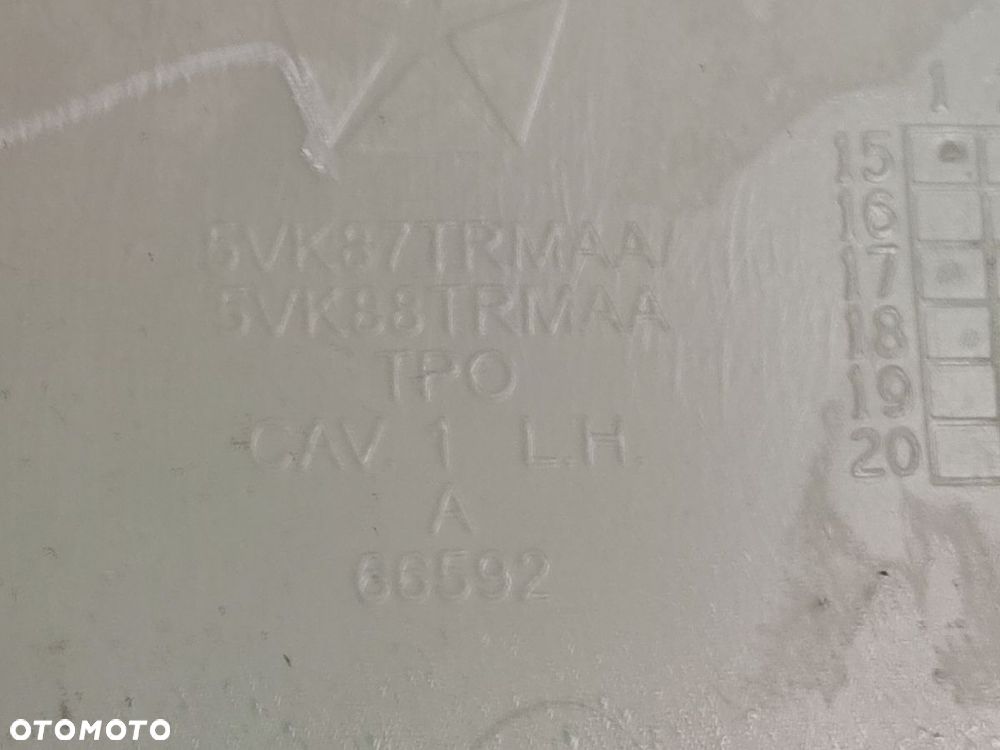 5VK87TRMAA/
5VK88TRMAA
TPO
CAV. 1 L.H.
A
66592
1
15
16
17
18
19
20
OTOMOTO